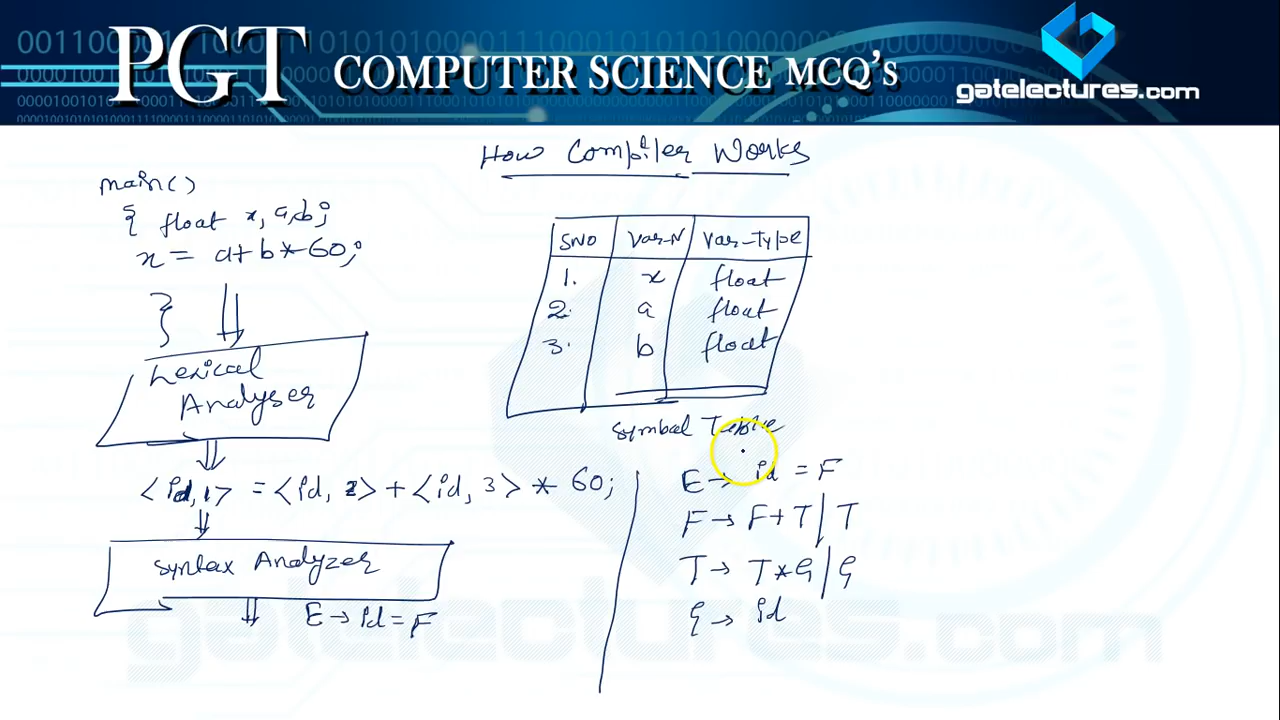 PGT COMPUTER SCIENCE MCQ'S
gatelectures.com
How Compiler Works
main()
{ float x, a, b;
x = a + b * 60;
}
Lexical Analyser
<id, 1> = <id, 2> + <id, 3> * 60;
Syntax Analyzer
E → id = F
SNO Var-N Var-Type
1. x float
2. a float
3. b float
Symbol Table
E → id = F
F → F + T | T
T → T * G | G
G → id
gatelectures.com